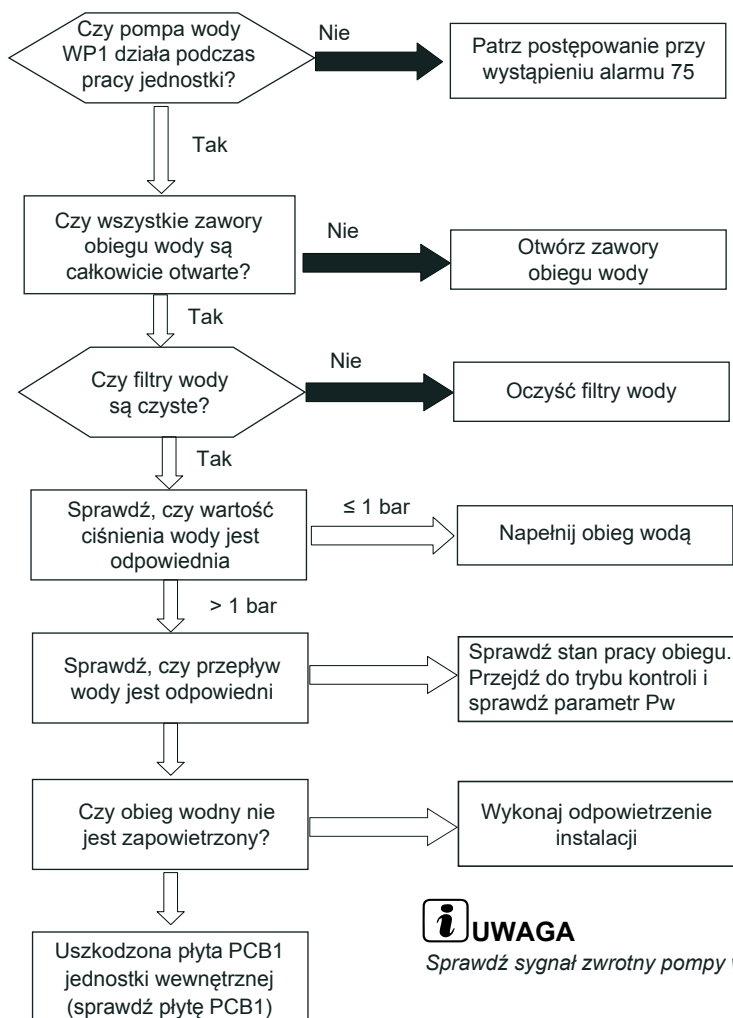 Czy pompa wody
WP1 działa podczas
pracy jednostki?
Nie
Patrz postępowanie przy
wystąpieniu alarmu 75
Tak
Czy wszystkie zawory
obiegu wody są
całkowicie otwarte?
Nie
Otwórz zawory
obiegu wody
Tak
Czy filtry wody
są czyste?
Nie
Oczyść filtry wody
Tak
Sprawdź, czy wartość
ciśnienia wody jest
odpowiednia
≤ 1 bar
Napełnij obieg wodą
> 1 bar
Sprawdź, czy przepływ
wody jest odpowiedni
Sprawdź stan pracy obiegu.
Przejdź do trybu kontroli i
sprawdź parametr Pw
Czy obieg wodny nie
jest zapowietrzony?
Wykonaj odpowietrzenie
instalacji
Uszkodzona płyta PCB1
jednostki wewnętrznej
(sprawdź płytę PCB1)
i UWAGA
Sprawdź sygnał zwrotny pompy